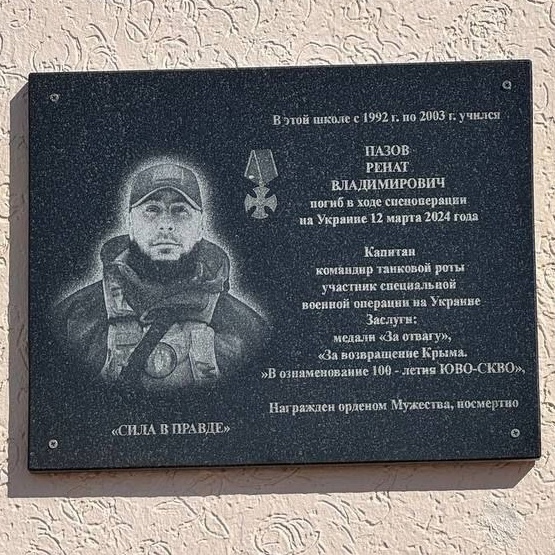 В этой школе с 1992 г. по 2003 г. учился
ПАЗОВ
РЕНАТ
ВЛАДИМИРОВИЧ
погиб в ходе спецоперации
на Украине 12 марта 2024 года
Капитан
командир танковой роты
участник специальной
военной операции на Украине
Заслуги:
медали «За отвагу»,
«За возвращение Крыма.
»В ознаменование 100 - летия ЮВО-СКВО»,
Награжден орденом Мужества, посмертно
«СИЛА В ПРАВДЕ»